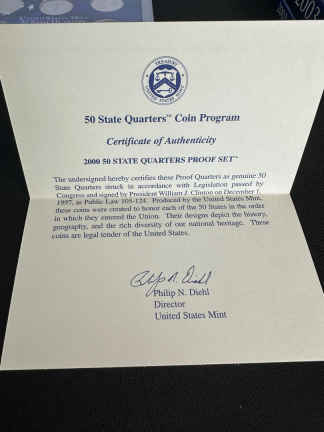 50 State Quarters™ Coin Program
Certificate of Authenticity
2000 50 STATE QUARTERS PROOF SET™
The undersigned hereby certifies these Proof Quarters as genuine 50
State Quarters struck in accordance with Legislation passed by
Congress and signed by President William J. Clinton on December 1,
1997, as Public Law 105-124. Produced by the United States Mint,
these coins were created to honor each of the 50 States in the order
in which they entered the Union. Their designs depict the history,
geography, and the rich diversity of our national heritage. These
coins are legal tender of the United States.
Philip N. Diehl
Philip N. Diehl
Director
United States Mint
2003